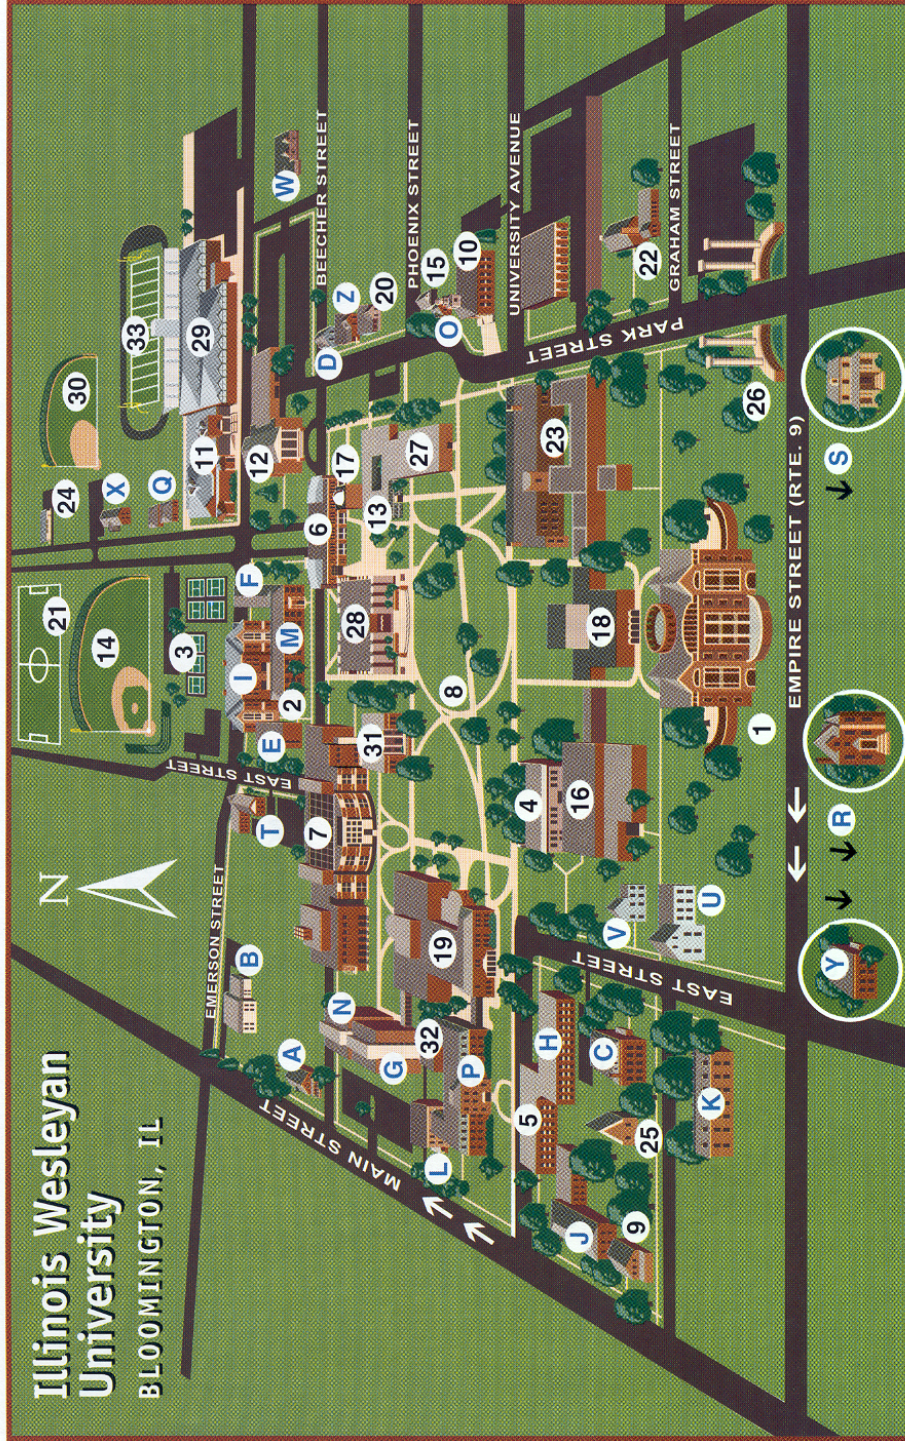 Illinois Wesleyan
University
BLOOMINGTON, IL
N
EMERSON STREET
MAIN STREET
EAST STREET
BEECHER STREET
PHOENIX STREET
UNIVERSITY AVENUE
GRAHAM STREET
PARK STREET
EAST STREET
EMPIRE STREET (RTE. 9)
21
14
3
24
30
33
X
Q
29
11
12
W
F
I
M
2
E
T
B
A
7
31
28
6
17
13
27
D
Z
20
15
10
O
N
G
32
19
8
L
P
5
H
4
16
18
23
22
C
V
U
J
25
9
K
1
26
Y
R
S